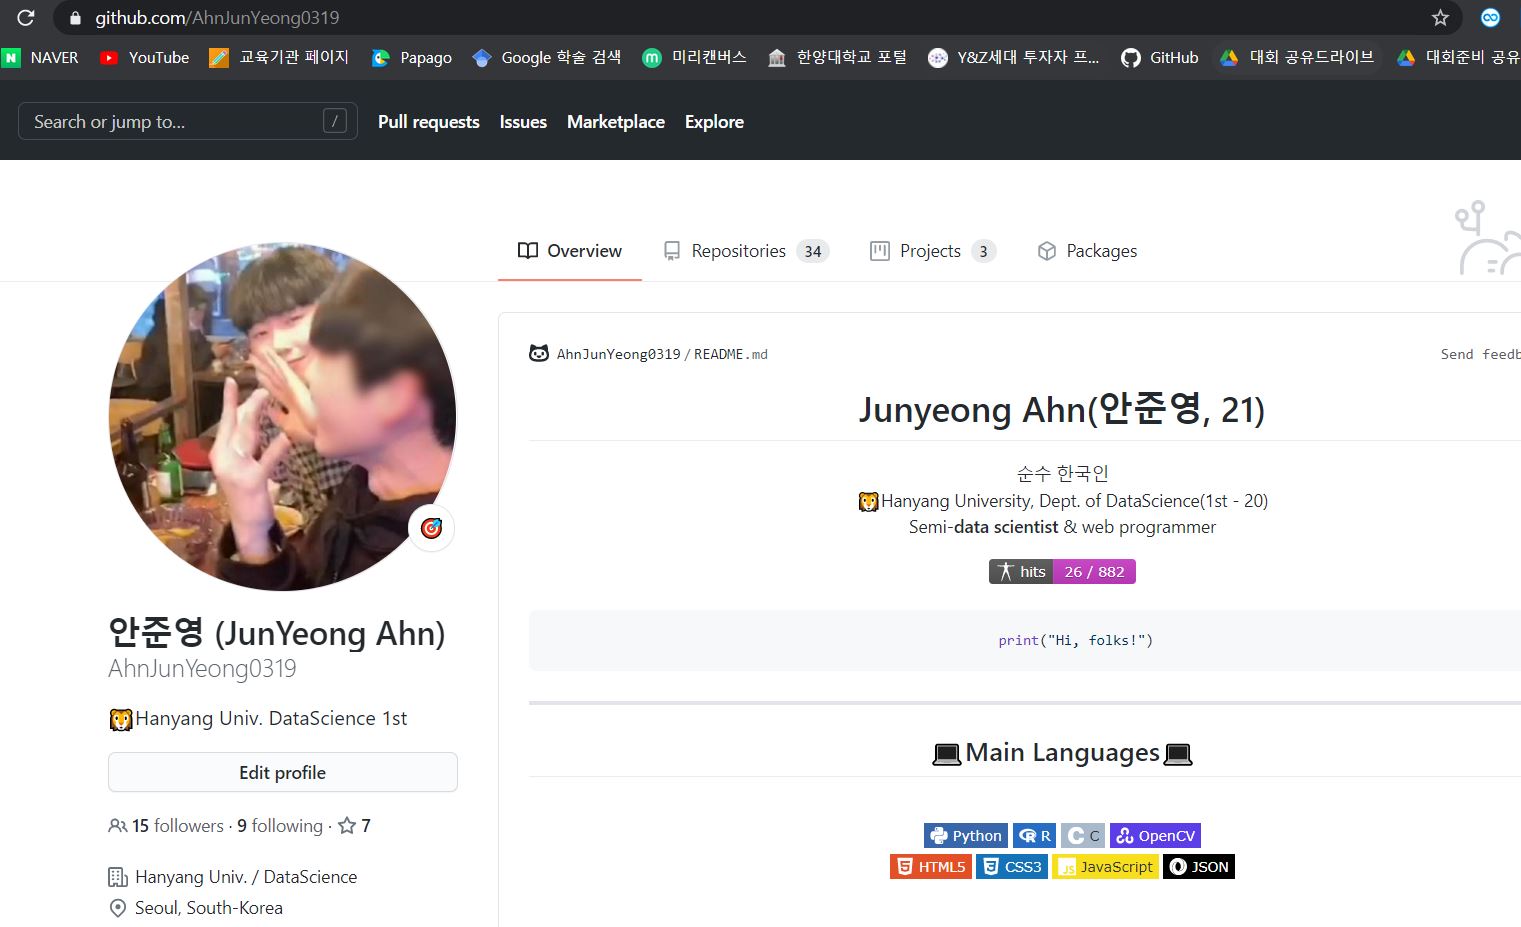 github.com/AhnJunYeong0319
NAVER YouTube 교육기관 페이지 Papago Google 학술 검색 미리캔버스 한양대학교 포털 Y&Z세대 투자자 프... GitHub 대회 공유드라이브 대회준비 공유
Search or jump to... / Pull requests Issues Marketplace Explore
Overview Repositories 34 Projects 3 Packages
AhnJunYeong0319/README.md Send feedb
Junyeong Ahn(안준영, 21)
순수 한국인
🐯Hanyang University, Dept. of DataScience(1st - 20)
Semi-data scientist & web programmer
hits 26 / 882
print("Hi, folks!")
💻Main Languages💻
Python R C OpenCV
HTML5 CSS3 JavaScript JSON
안준영 (JunYeong Ahn)
AhnJunYeong0319
🐯Hanyang Univ. DataScience 1st
Edit profile
15 followers · 9 following · 7
Hanyang Univ. / DataScience
Seoul, South-Korea